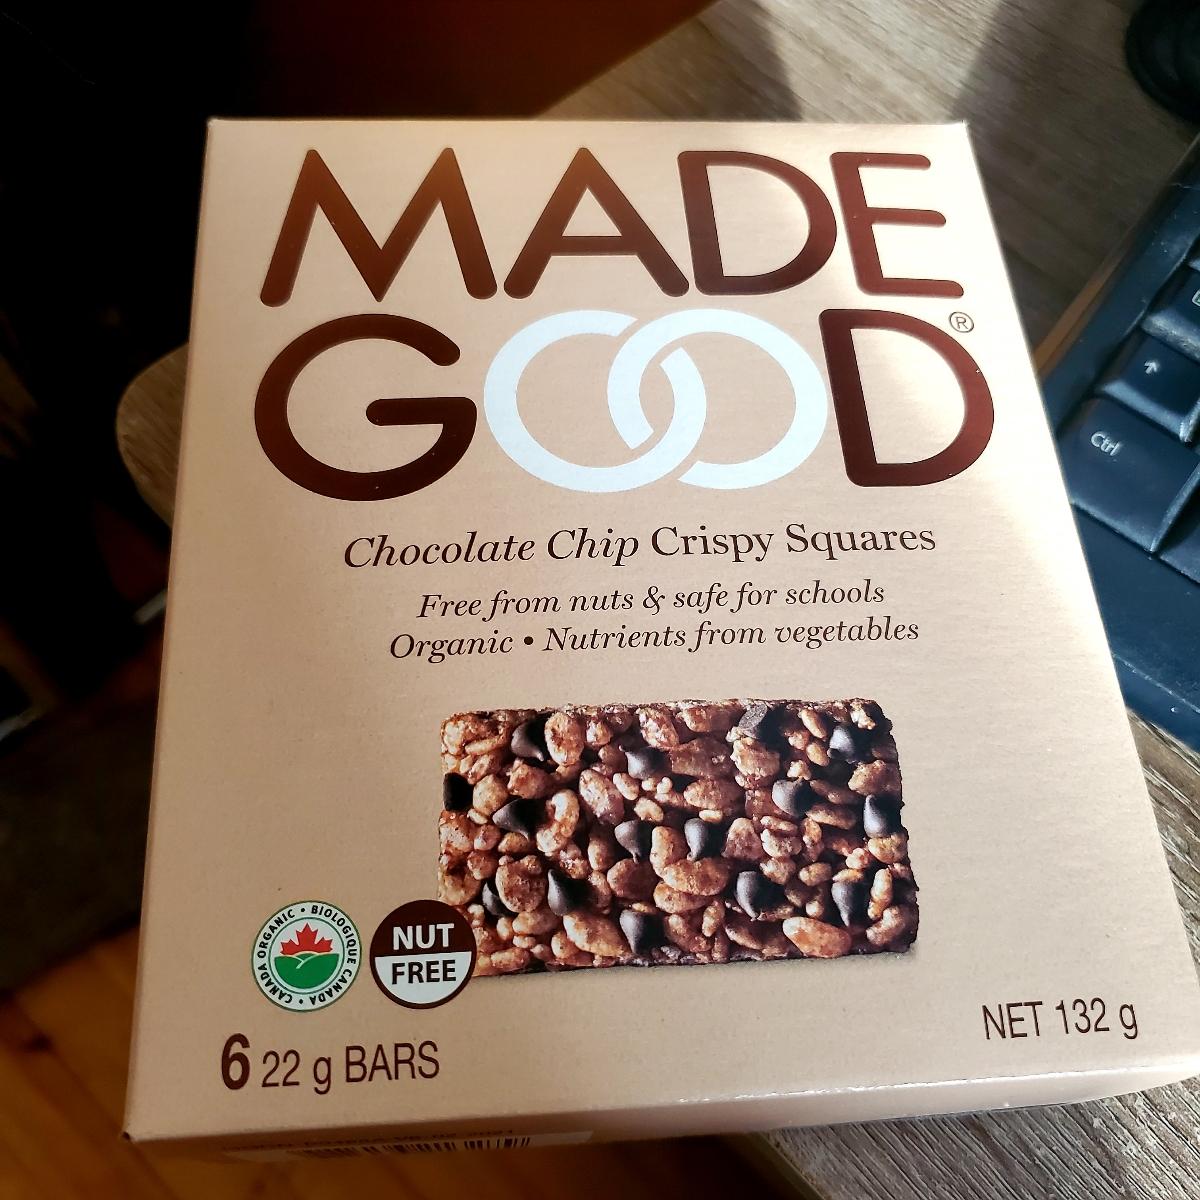 MADE
GOOD®
Chocolate Chip Crispy Squares
Free from nuts & safe for schools
Organic • Nutrients from vegetables
CANADA ORGANIC • BIOLOGIQUE CANADA •
NUT
FREE
6 22 g BARS
NET 132 g
Ctrl